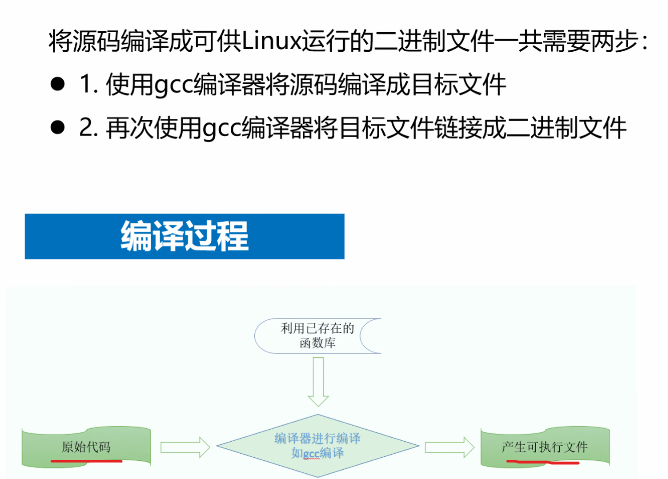 将源码编译成可供Linux运行的二进制文件一共需要两步：
● 1. 使用gcc编译器将源码编译成目标文件
● 2. 再次使用gcc编译器将目标文件链接成二进制文件
编译过程
利用已存在的
函数库
原始代码
编译器进行编译
如gcc编译
产生可执行文件